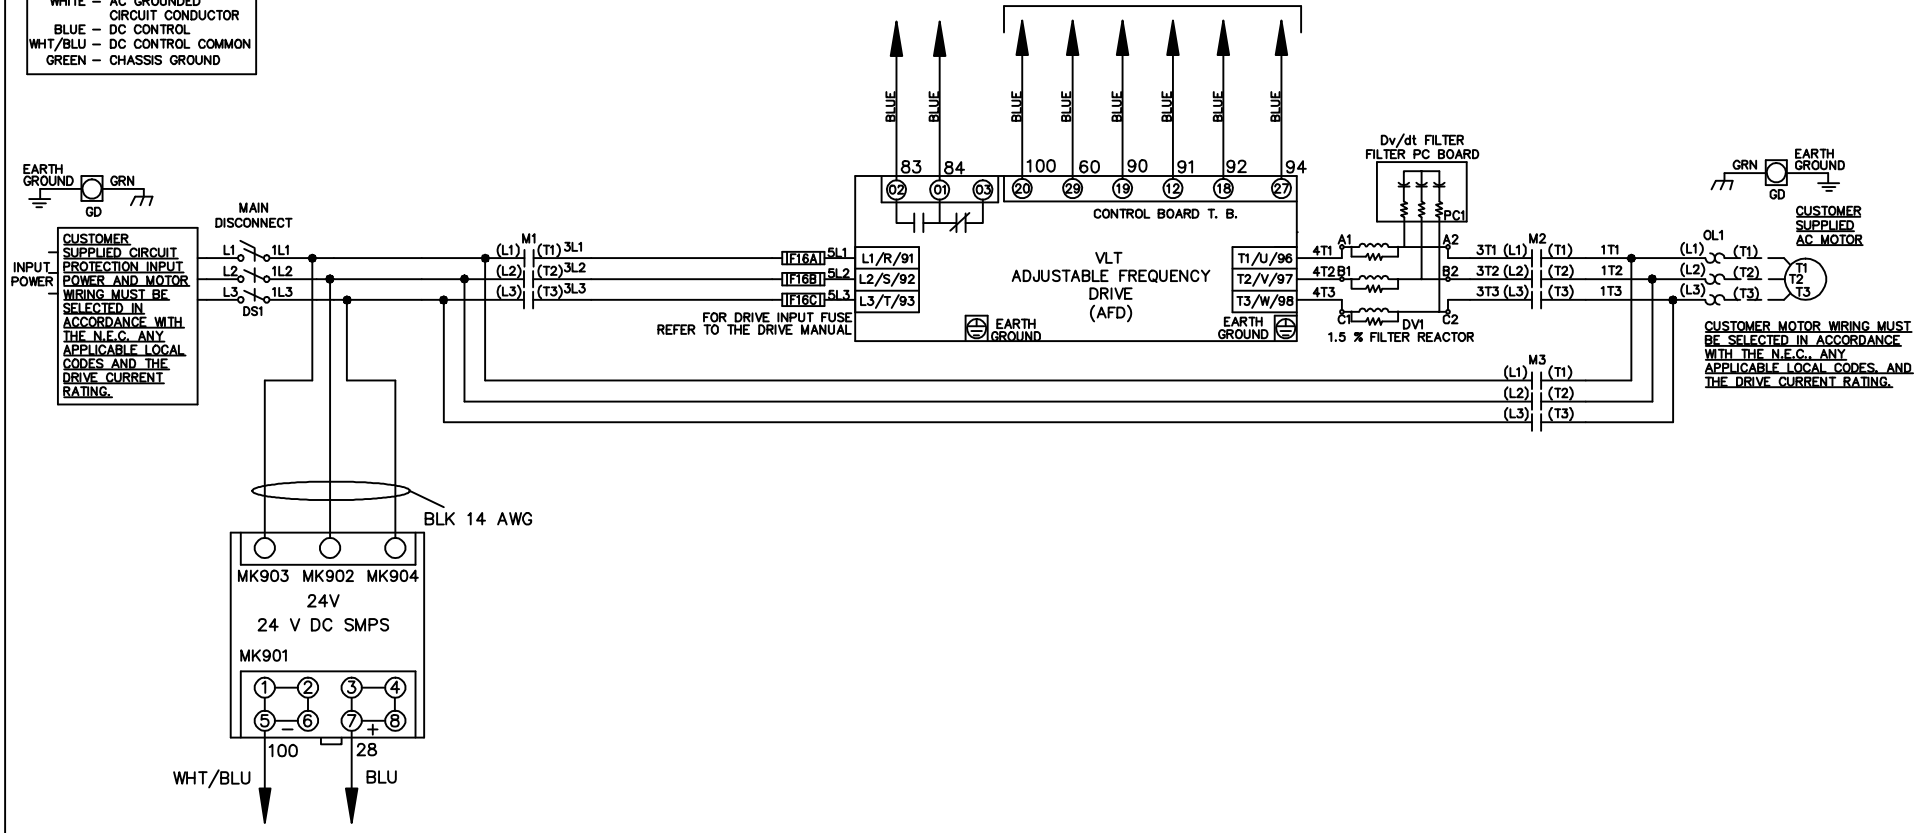 WHITE – AC GROUNDED
CIRCUIT CONDUCTOR
BLUE – DC CONTROL
WHT/BLU – DC CONTROL COMMON
GREEN – CHASSIS GROUND
BLUE
BLUE
BLUE
BLUE
BLUE
BLUE
BLUE
BLUE
83
84
100
60
90
91
92
94
02
01
03
20
29
19
12
18
27
CONTROL BOARD T. B.
EARTH
GROUND
GRN
GD
MAIN
DISCONNECT
INPUT
POWER
CUSTOMER
SUPPLIED CIRCUIT
PROTECTION INPUT
POWER AND MOTOR
WIRING MUST BE
SELECTED IN
ACCORDANCE WITH
THE N.E.C. ANY
APPLICABLE LOCAL
CODES AND THE
DRIVE CURRENT
RATING.
L1 1L1
L2 1L2
L3 1L3
DS1
M1
(L1) (T1) 3L1
(L2) (T2) 3L2
(L3) (T3) 3L3
F16A 5L1
F16B 5L2
F16C 5L3
FOR DRIVE INPUT FUSE
REFER TO THE DRIVE MANUAL
L1/R/91
L2/S/92
L3/T/93
VLT
ADJUSTABLE FREQUENCY
DRIVE
(AFD)
EARTH
GROUND
EARTH
GROUND
T1/U/96
T2/V/97
T3/W/98
Dv/dt FILTER
FILTER PC BOARD
PC1
4T1 A1 A2
4T2 B1 B2
4T3
C1 DV1 C2
1.5 % FILTER REACTOR
M2
3T1 (L1) (T1) 1T1
3T2 (L2) (T2) 1T2
3T3 (L3) (T3) 1T3
M3
(L1) (T1)
(L2) (T2)
(L3) (T3)
OL1
(L1) (T1)
(L2) (T2)
(L3) (T3)
T1
T2
T3
GRN
EARTH
GROUND
GD
CUSTOMER
SUPPLIED
AC MOTOR
CUSTOMER MOTOR WIRING MUST
BE SELECTED IN ACCORDANCE
WITH THE N.E.C., ANY
APPLICABLE LOCAL CODES, AND
THE DRIVE CURRENT RATING.
BLK 14 AWG
MK903 MK902 MK904
24V
24 V DC SMPS
MK901
1 2 3 4
5 – 6 7 + 8
100 28
WHT/BLU BLU